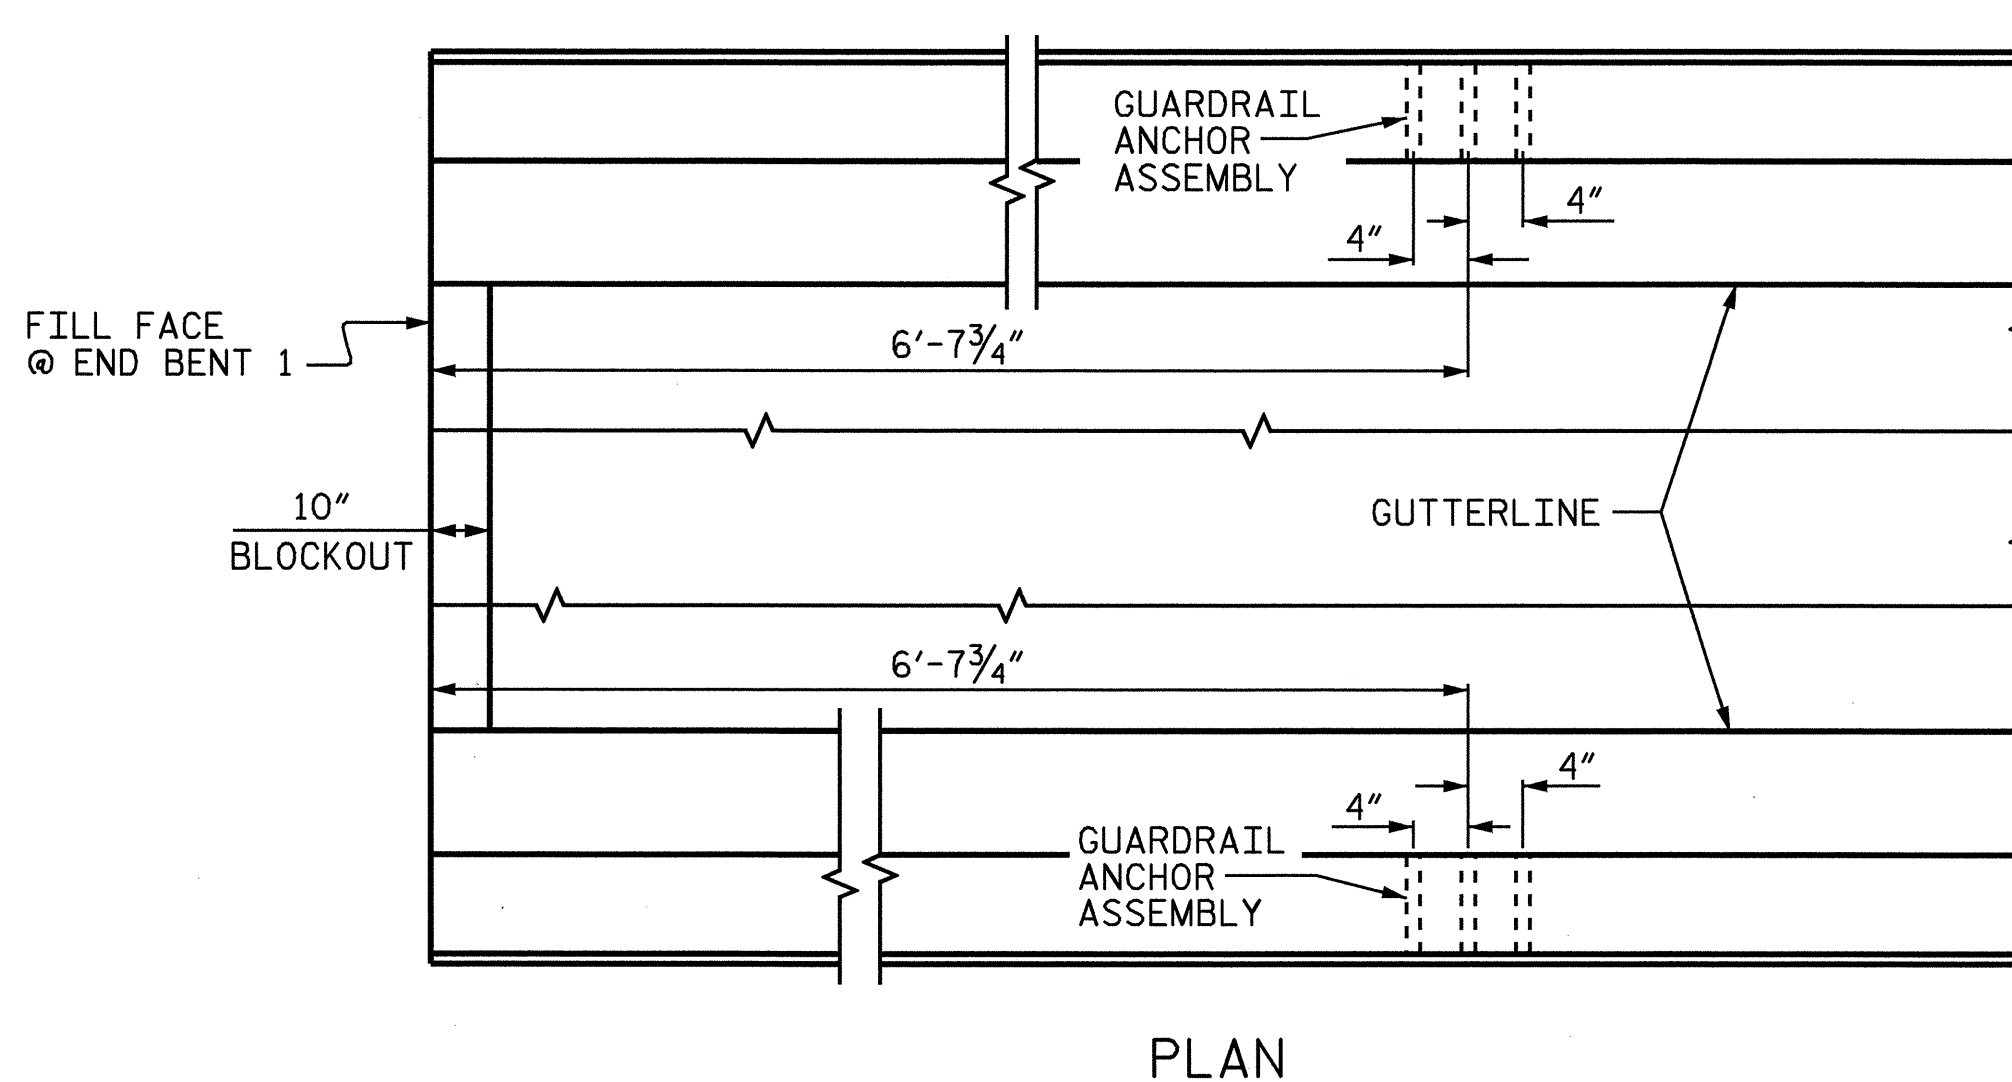 GUARDRAIL
ANCHOR
ASSEMBLY
4"
4"
FILL FACE
@ END BENT 1
6'-7¾"
10"
BLOCKOUT
GUTTERLINE
6'-7¾"
4"
4"
GUARDRAIL
ANCHOR
ASSEMBLY
PLAN